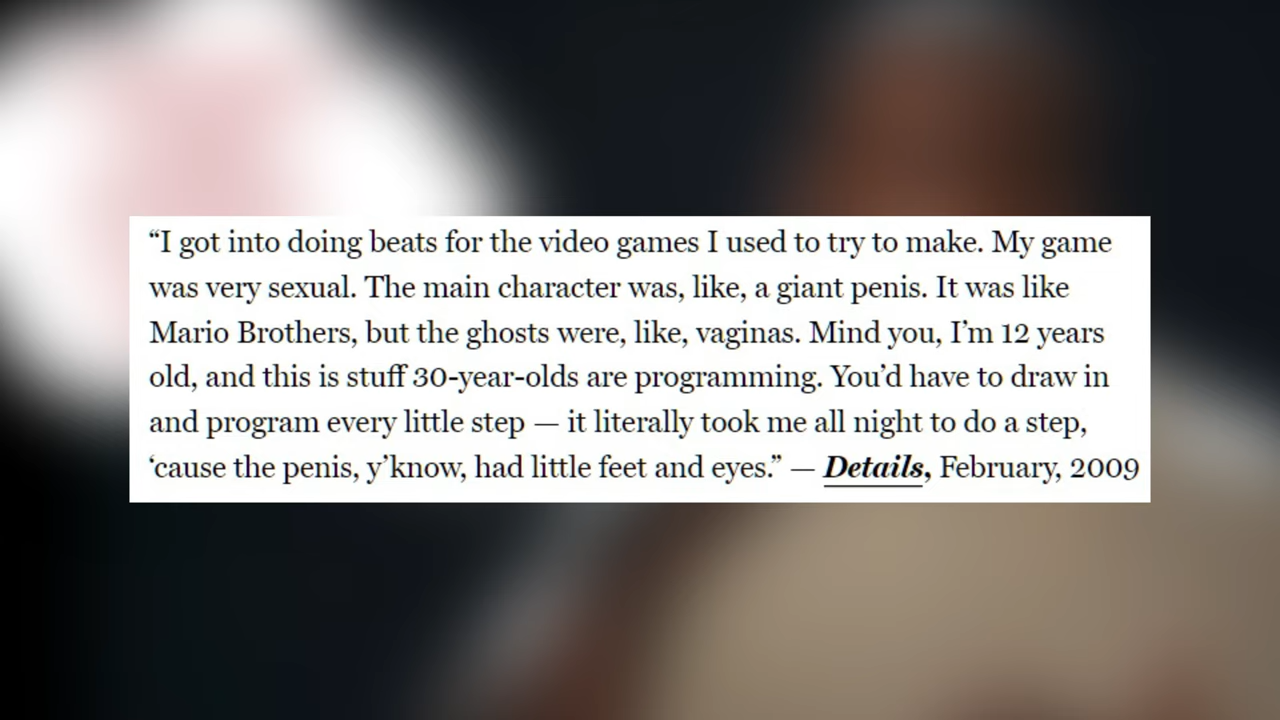 “I got into doing beats for the video games I used to try to make. My game
was very sexual. The main character was, like, a giant penis. It was like
Mario Brothers, but the ghosts were, like, vaginas. Mind you, I’m 12 years
old, and this is stuff 30-year-olds are programming. You’d have to draw in
and program every little step — it literally took me all night to do a step,
‘cause the penis, y’know, had little feet and eyes.” — Details, February, 2009